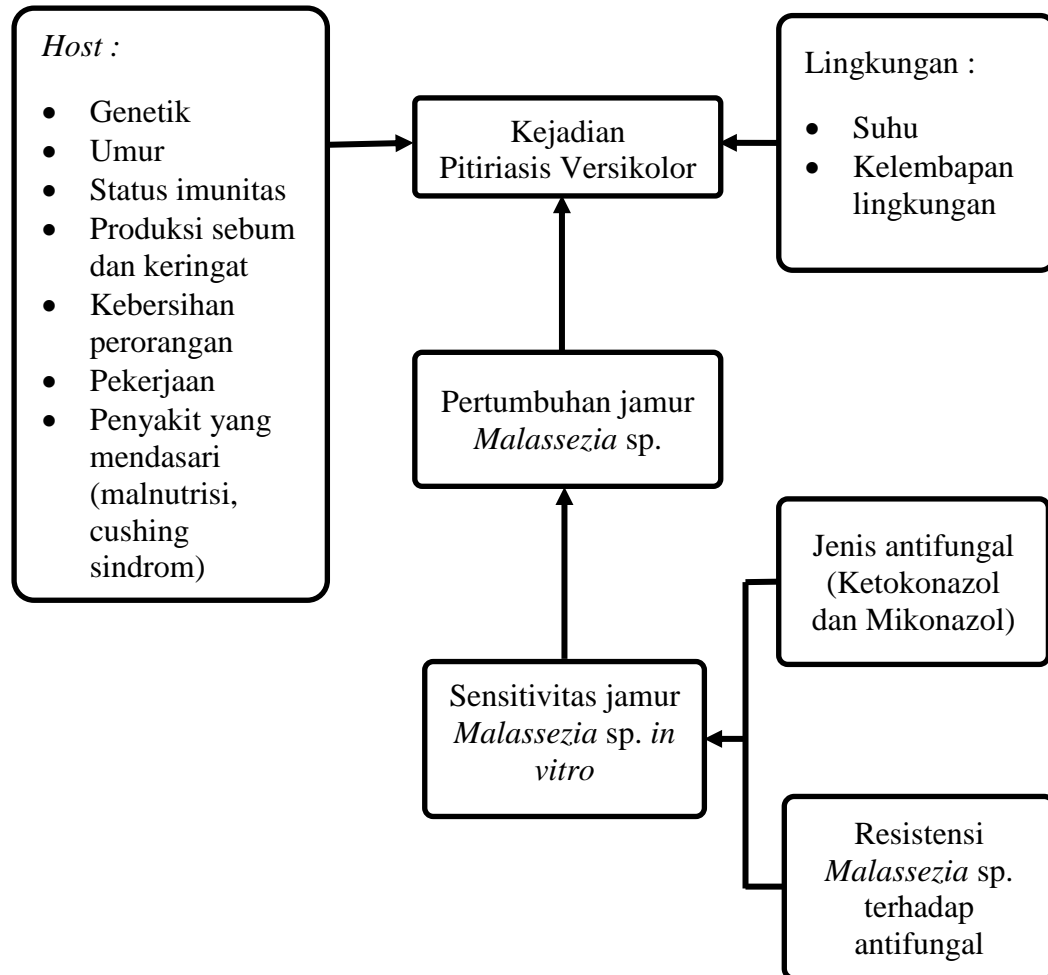 Host :
Genetik
Umur
Status imunitas
Produksi sebum
dan keringat
Kebersihan
perorangan
Pekerjaan
Penyakit yang
mendasari
(malnutrisi,
cushing
sindrom)
Kejadian
Pitiriasis Versikolor
Lingkungan :
Suhu
Kelembapan
lingkungan
Pertumbuhan jamur
Malassezia sp.
Sensitivitas jamur
Malassezia sp. in
vitro
Jenis antifungal
(Ketokonazol
dan Mikonazol)
Resistensi
Malassezia sp.
terhadap
antifungal